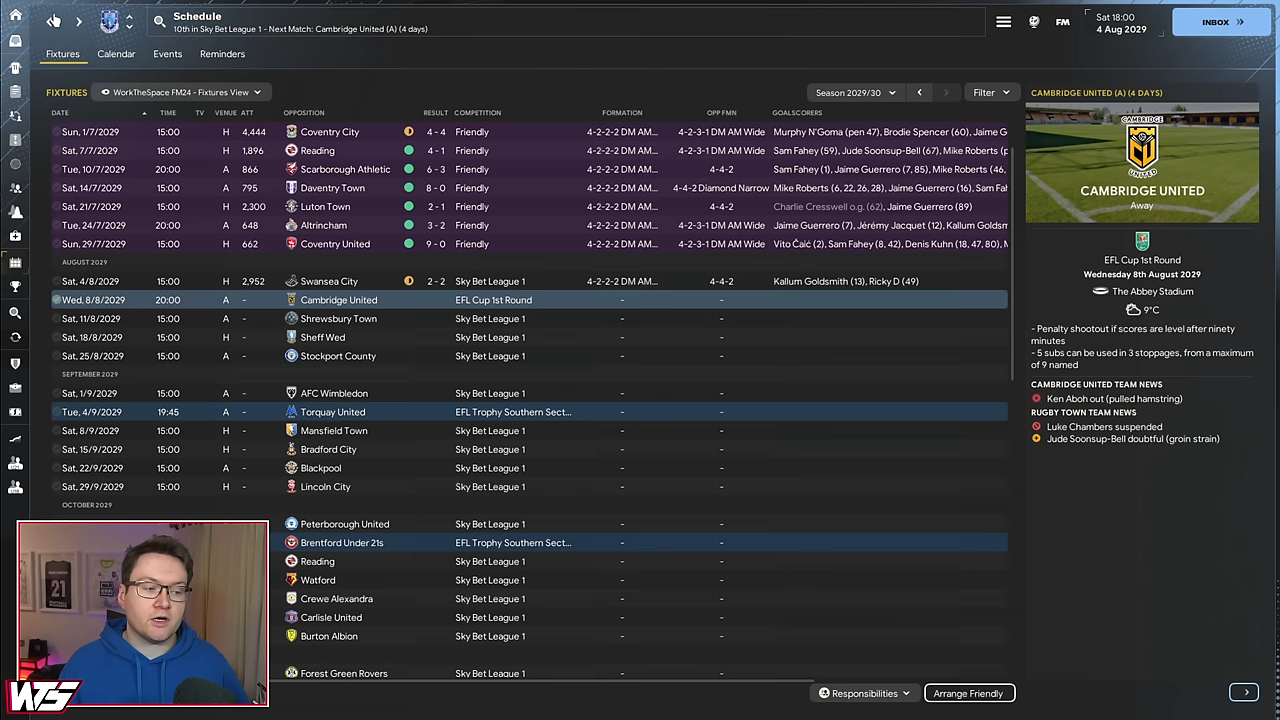 Schedule
10th in Sky Bet League 1 - Next Match: Cambridge United (A) (4 days)
FM
Sat 18:00
4 Aug 2029
INBOX
Fixtures Calendar Events Reminders
FIXTURES WorkTheSpace FM24 - Fixtures View Season 2029/30 Filter
DATE TIME TV VENUE ATT OPPOSITION RESULT COMPETITION FORMATION OPP FMN GOALSCORERS
Sun, 1/7/2029 15:00 H 4,444 Coventry City 4 - 4 Friendly 4-2-2-2 DM AM... 4-2-3-1 DM AM Wide Murphy N'Goma (pen 47), Brodie Spencer (60), Jaime G
Sat, 7/7/2029 15:00 H 1,896 Reading 5 - 4 Friendly 4-2-2-2 DM AM... 4-2-3-1 DM AM Wide Sam Fahey (59), Jude Soonsup-Bell (67), Mike Roberts (p
Tue, 10/7/2029 20:00 A 866 Scarborough Athletic 6 - 3 Friendly 4-2-2-2 DM AM... 4-4-2 Sam Fahey (1), Jaime Guerrero (7, 85), Mike Roberts (46,
Sat, 14/7/2029 15:00 A 795 Daventry Town 8 - 0 Friendly 4-2-2-2 DM AM... 4-4-2 Diamond Narrow Mike Roberts (6, 22, 26, 28), Jaime Guerrero (16), Sam Fa
Sat, 21/7/2029 15:00 H 2,300 Luton Town 2 - 1 Friendly 4-2-2-2 DM AM... 4-4-2 Charlie Cresswell o.g. (62), Jaime Guerrero (89)
Tue, 24/7/2029 15:00 A 648 Altrincham 3 - 2 Friendly 4-2-2-2 DM AM... 4-2-3-1 DM AM Wide Jaime Guerrero (7), Jérémy Jacquet (12), Kallum Goldsm
Sun, 29/7/2029 15:00 H 662 Coventry United 9 - 0 Friendly 4-2-2-2 DM AM... 4-2-3-1 DM AM Wide Vito Čaić (2), Sam Fahey (8, 42), Denis Kuhn (18, 47, 80), M
AUGUST 2029
Sat, 4/8/2029 15:00 H 2,952 Swansea City 2 - 2 Sky Bet League 1 4-2-2-2 DM AM... 4-4-2 Kallum Goldsmith (13), Ricky D (49)
Wed, 8/8/2029 20:00 A - Cambridge United EFL Cup 1st Round - -
Sat, 11/8/2029 15:00 A - Shrewsbury Town Sky Bet League 1 - -
Sat, 18/8/2029 15:00 H - Sheff Wed Sky Bet League 1 - -
Sat, 25/8/2029 15:00 A - Stockport County Sky Bet League 1 - -
SEPTEMBER 2029
Sat, 1/9/2029 15:00 A - AFC Wimbledon Sky Bet League 1 - -
Tue, 4/9/2029 19:45 A - Torquay United EFL Trophy Southern Sect... - -
Sat, 8/9/2029 15:00 H - Mansfield Town Sky Bet League 1 - -
Sat, 15/9/2029 15:00 H - Bradford City Sky Bet League 1 - -
Sat, 22/9/2029 15:00 A - Blackpool Sky Bet League 1 - -
Sat, 29/9/2029 15:00 H - Lincoln City Sky Bet League 1 - -
OCTOBER 2029
Peterborough United Sky Bet League 1 - -
Brentford Under 21s EFL Trophy Southern Sect... - -
Reading Sky Bet League 1 - -
Watford Sky Bet League 1 - -
Crewe Alexandra Sky Bet League 1 - -
Carlisle United Sky Bet League 1 - -
Burton Albion Sky Bet League 1 - -
Forest Green Rovers Sky Bet League 1 - -
Responsibilities Arrange Friendly
CAMBRIDGE UNITED (A) (4 DAYS)
CAMBRIDGE
CU
UNITED
CAMBRIDGE UNITED
Away
EFL Cup 1st Round
Wednesday 8th August 2029
The Abbey Stadium
9°C
- Penalty shootout if scores are level after ninety
minutes
- 5 subs can be used in 3 stoppages, from a maximum
of 9 named
CAMBRIDGE UNITED TEAM NEWS
Ken Aboh out (pulled hamstring)
RUGBY TOWN TEAM NEWS
Luke Chambers suspended
Jude Soonsup-Bell doubtful (groin strain)
21
WTS